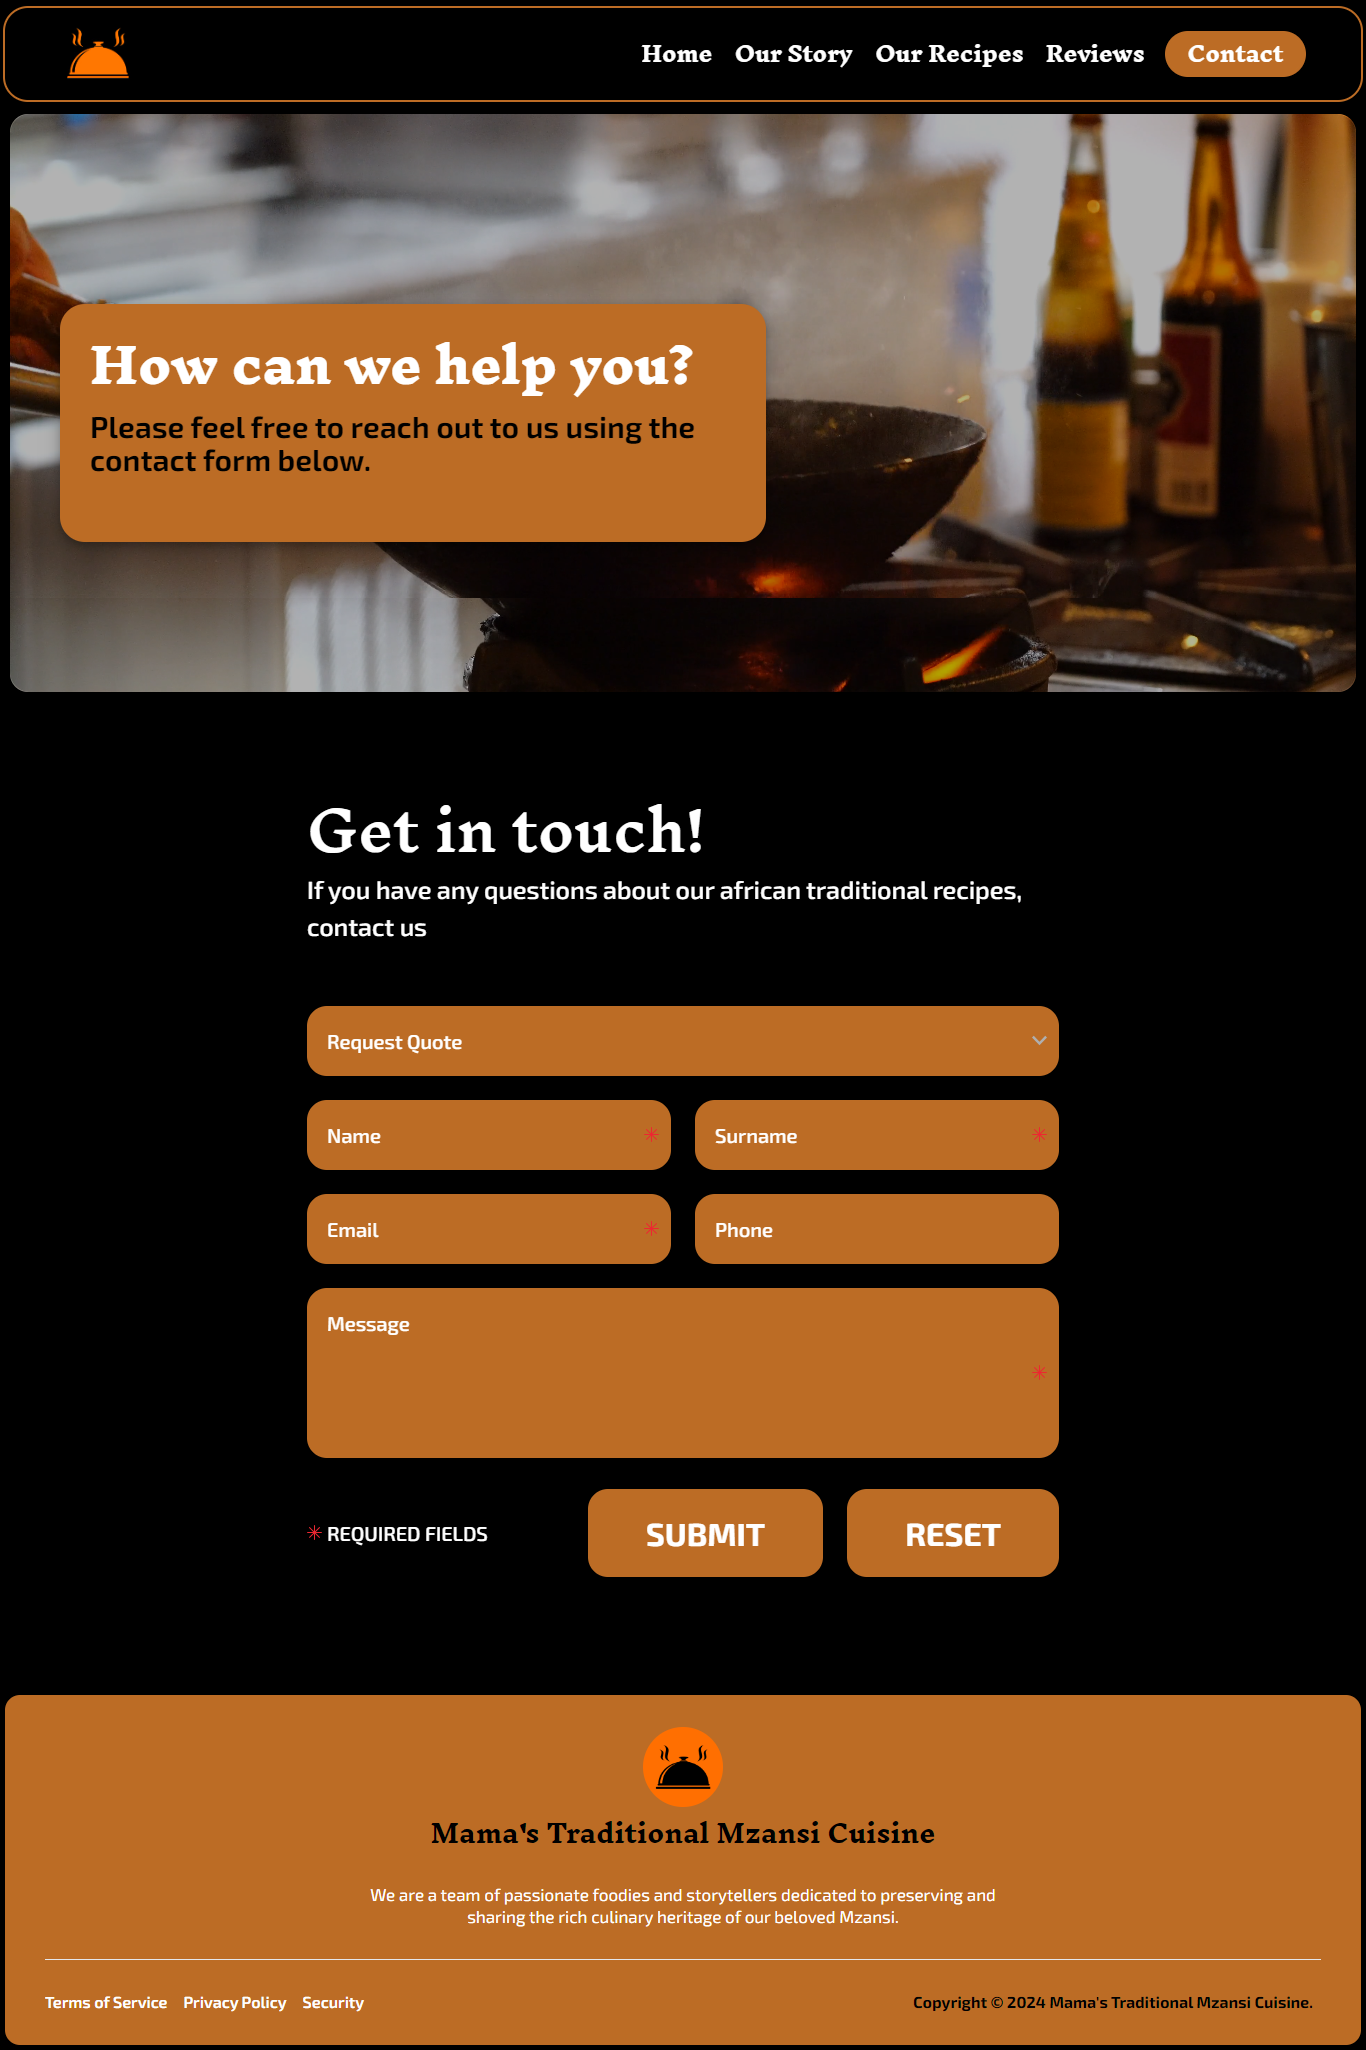 Home Our Story Our Recipes Reviews Contact
How can we help you?
Please feel free to reach out to us using the
contact form below.
Get in touch!
If you have any questions about our african traditional recipes,
contact us
Request Quote
Name * Surname *
Email * Phone
Message
*
* REQUIRED FIELDS SUBMIT RESET
Mama's Traditional Mzansi Cuisine
We are a team of passionate foodies and storytellers dedicated to preserving and
sharing the rich culinary heritage of our beloved Mzansi.
Terms of Service Privacy Policy Security Copyright © 2024 Mama's Traditional Mzansi Cuisine.